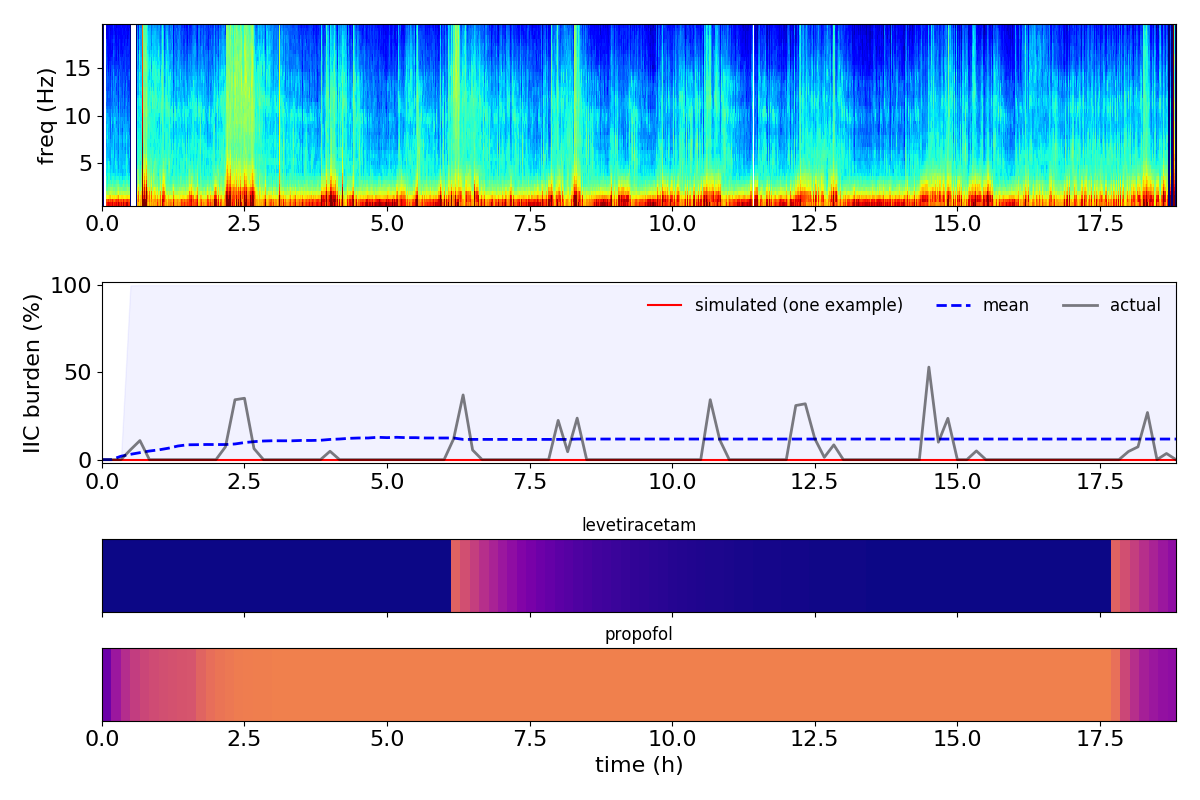 freq (Hz)
15
10
5
0.0 2.5 5.0 7.5 10.0 12.5 15.0 17.5
IIC burden (%)
100
50
0
simulated (one example) mean actual
0.0 2.5 5.0 7.5 10.0 12.5 15.0 17.5
levetiracetam
propofol
0.0 2.5 5.0 7.5 10.0 12.5 15.0 17.5
time (h)